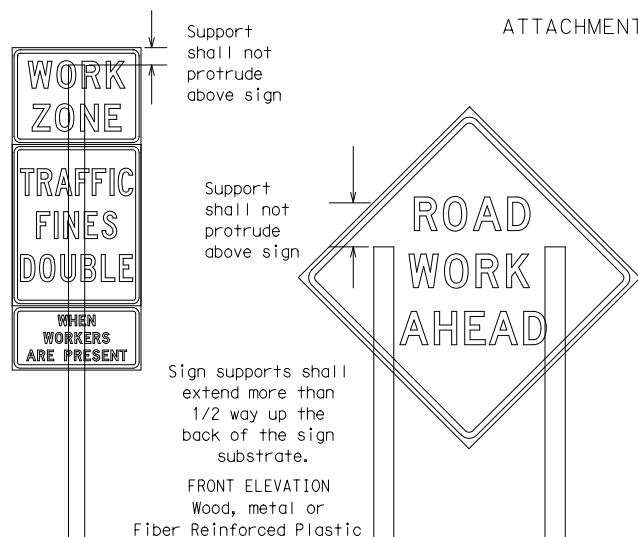 ATTACHMENT
Support
shall not
protrude
above sign
WORK
ZONE
TRAFFIC
FINES
DOUBLE
WHEN
WORKERS
ARE PRESENT
Support
shall not
protrude
above sign
ROAD
WORK
AHEAD
Sign supports shall
extend more than
1/2 way up the
back of the sign
substrate.
FRONT ELEVATION
Wood, metal or
Fiber Reinforced Plastic